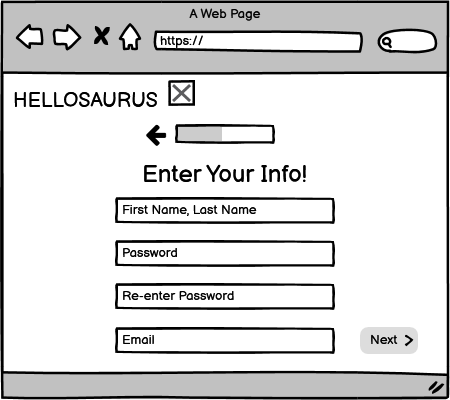 A Web Page
https://
HELLOSAURUS
Enter Your Info!
First Name, Last Name
Password
Re-enter Password
Email
Next